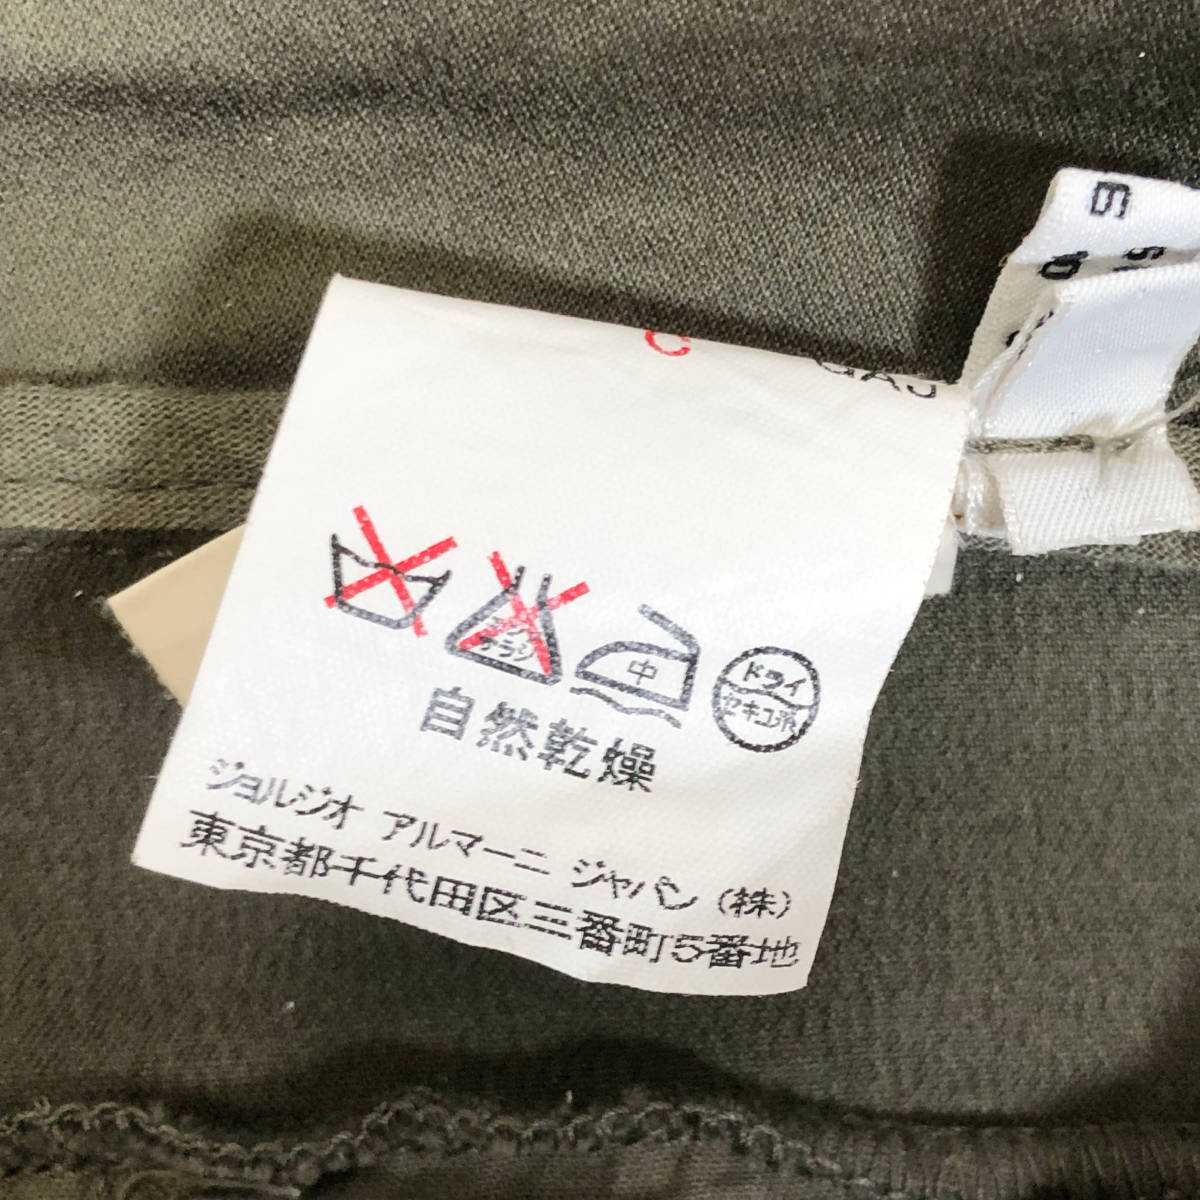 中
ドライ
セキユ系
自然乾燥
ジョルジオ アルマーニ ジャパン (株)
東京都千代田区三番町5番地